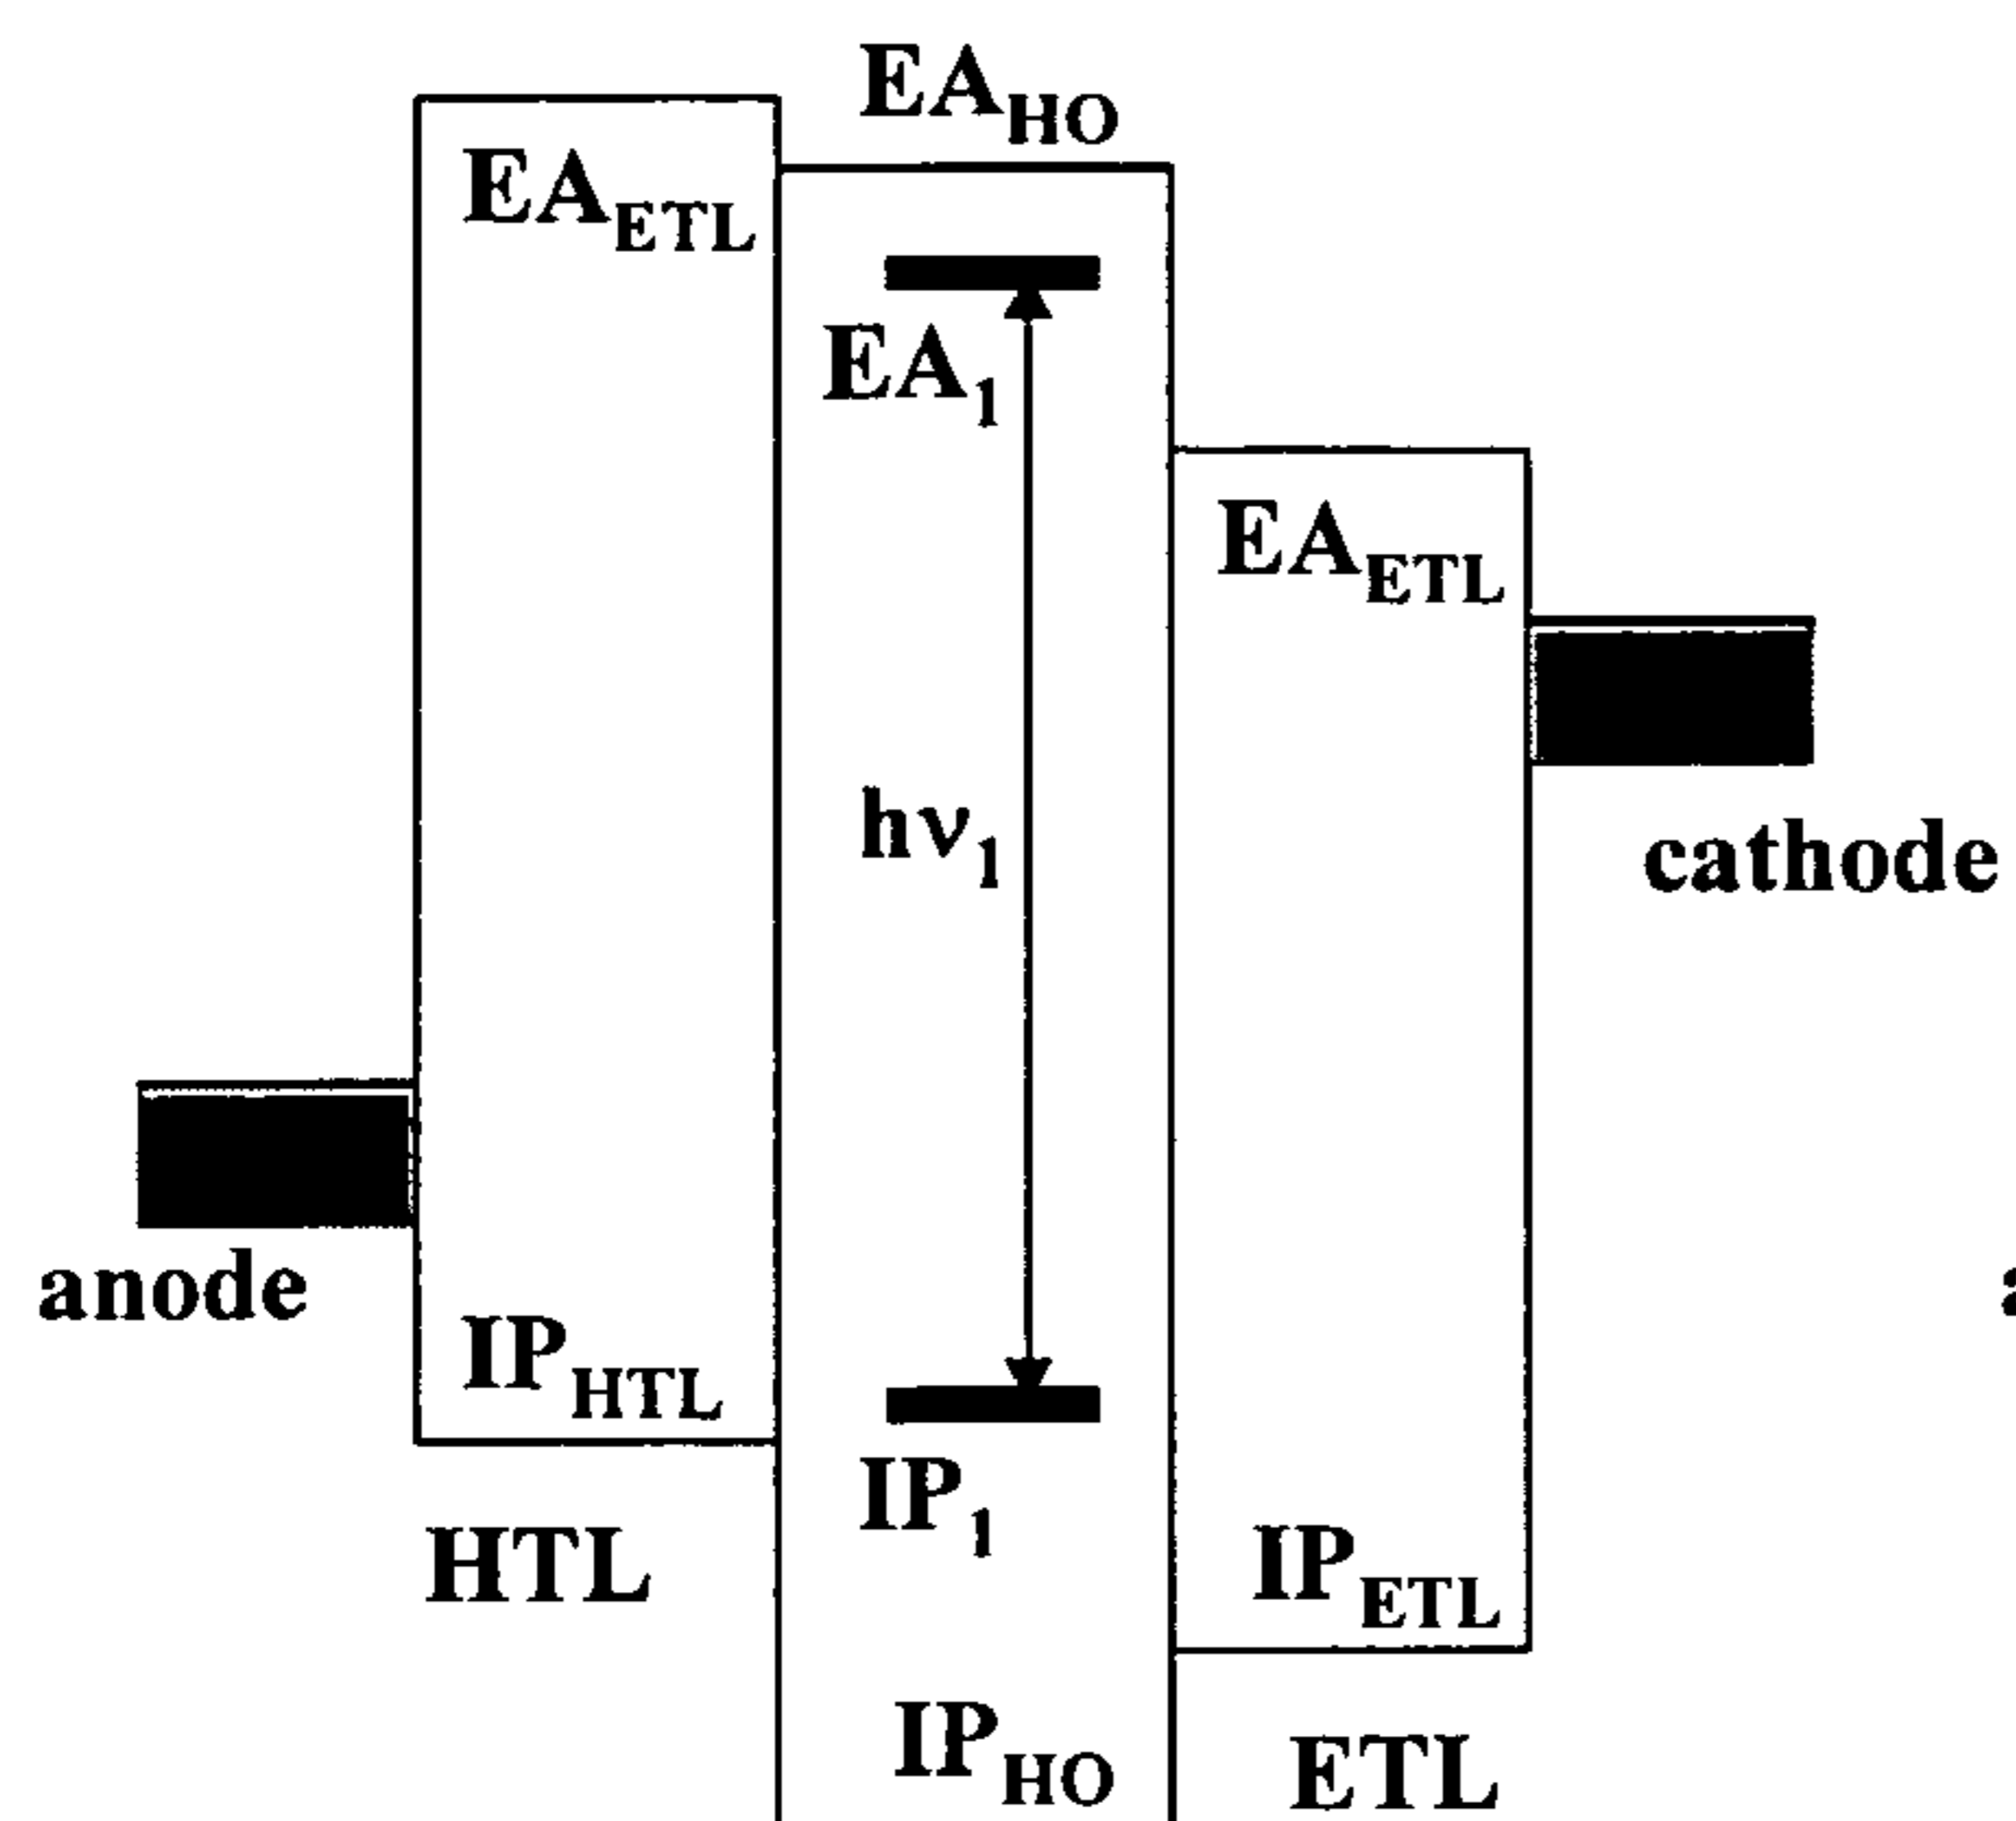 EA_HO
EA_ETL
EA_1
EA_ETL
hν_1
cathode
anode
IP_HTL
IP_1
HTL
IP_ETL
IP_HO
ETL